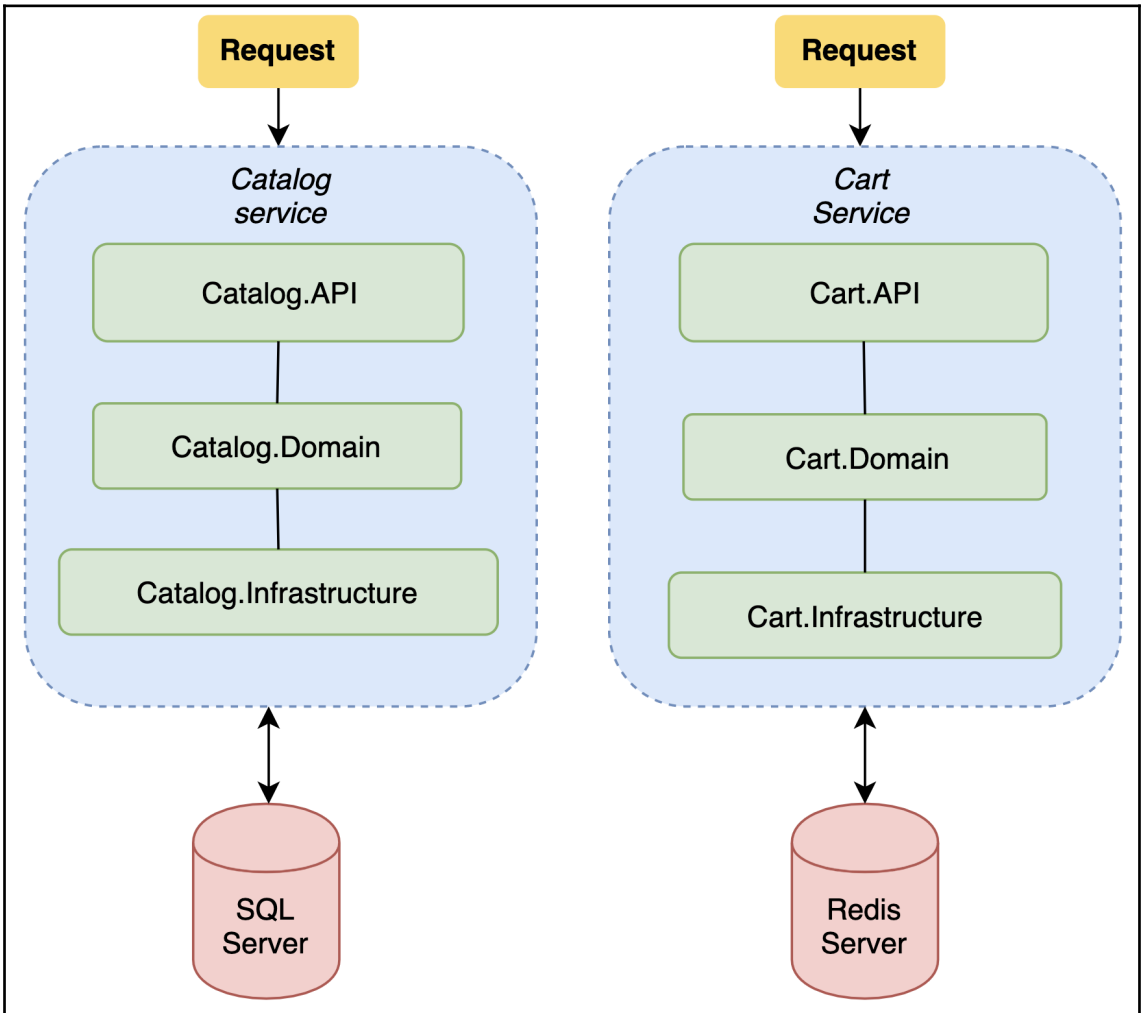 Request
Catalog
service
Catalog.API
Catalog.Domain
Catalog.Infrastructure
SQL
Server
Request
Cart
Service
Cart.API
Cart.Domain
Cart.Infrastructure
Redis
Server